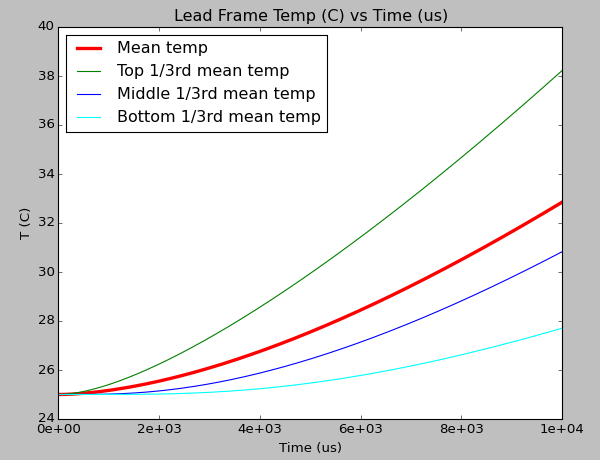 Lead Frame Temp (C) vs Time (us)
40
38
36
34
32
30
28
26
24
T (C)
Mean temp
Top 1/3rd mean temp
Middle 1/3rd mean temp
Bottom 1/3rd mean temp
0e+00 2e+03 4e+03 6e+03 8e+03 1e+04
Time (us)